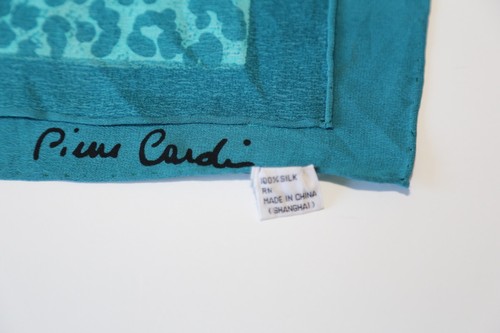 Pierre Cardin
100% SILK
RN
MADE IN CHINA
(SHANGHAI)